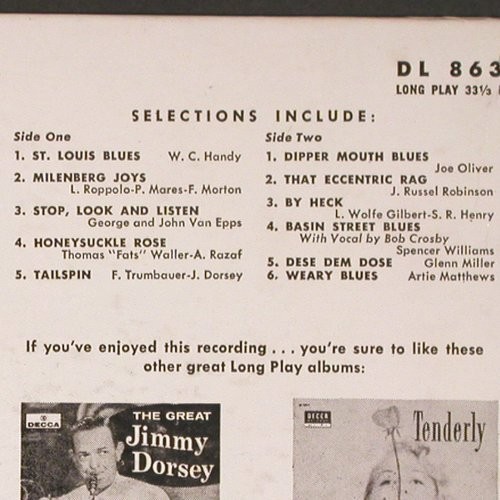 DL 863
LONG PLAY 33⅓
SELECTIONS INCLUDE:
Side One
1. ST. LOUIS BLUES W. C. Handy
2. MILENBERG JOYS
L. Roppolo-P. Mares-F. Morton
3. STOP, LOOK AND LISTEN
George and John Van Epps
4. HONEYSUCKLE ROSE
Thomas "Fats" Waller-A. Razaf
5. TAILSPIN F. Trumbauer-J. Dorsey
Side Two
1. DIPPER MOUTH BLUES
Joe Oliver
2. THAT ECCENTRIC RAG
J. Russel Robinson
3. BY HECK
L. Wolfe Gilbert-S. R. Henry
4. BASIN STREET BLUES
With Vocal by Bob Crosby
Spencer Williams
5. DESE DEM DOSE Glenn Miller
6. WEARY BLUES Artie Matthews
If you've enjoyed this recording . . . you're sure to like these
other great Long Play albums:
DECCA
THE GREAT
Jimmy
Dorsey
DECCA
Tenderly